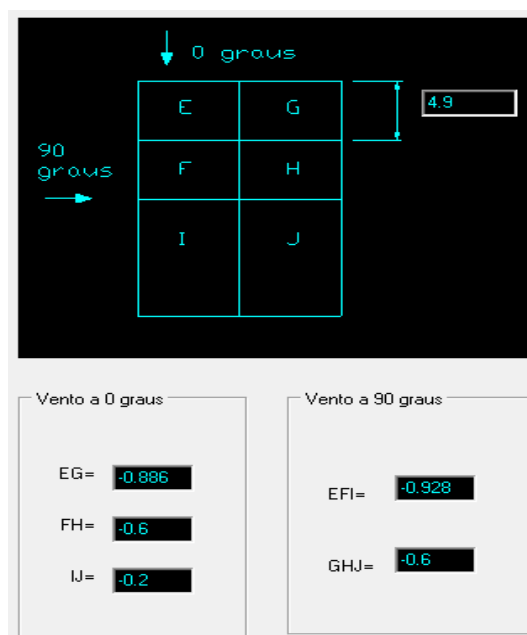 0 graus
E G
4.9
90
graus
F H
I J
Vento a 0 graus
EG= -0.886
FH= -0.6
IJ= -0.2
Vento a 90 graus
EFI= -0.928
GHJ= -0.6